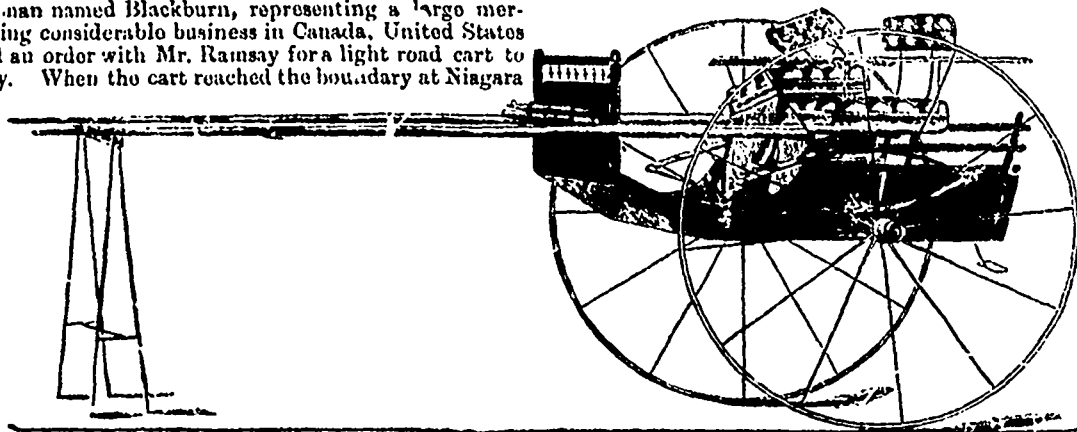 man named Blackburn, representing a large mer-
ing considerable business in Canada, United States
an order with Mr. Ramsay for a light road cart to
y. When the cart reached the boundary at Niagara